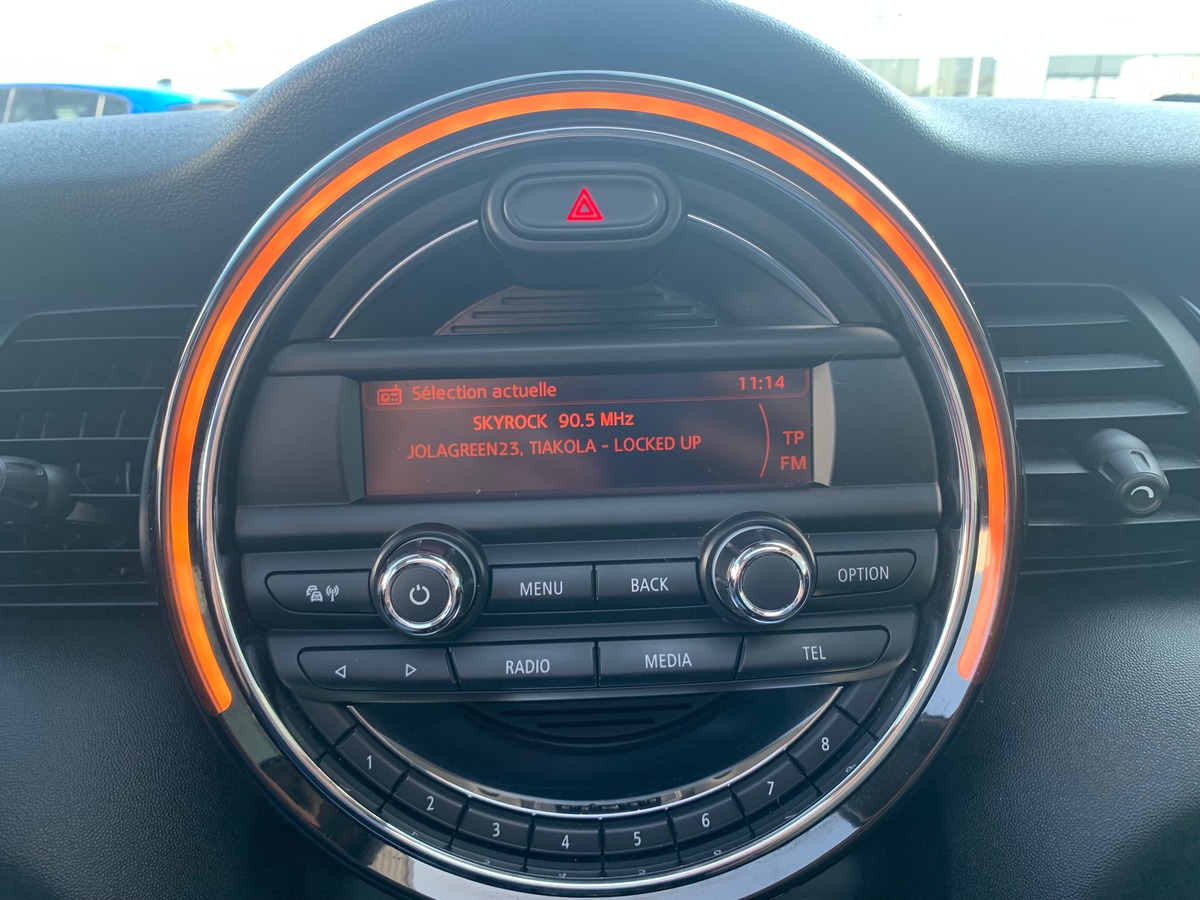 Sélection actuelle 11:14
SKYROCK 90.5 MHz
JOLAGREEN23, TIAKOLA - LOCKED UP
TP
FM
MENU BACK OPTION
RADIO MEDIA TEL
1 2 3 4 5 6 7 8